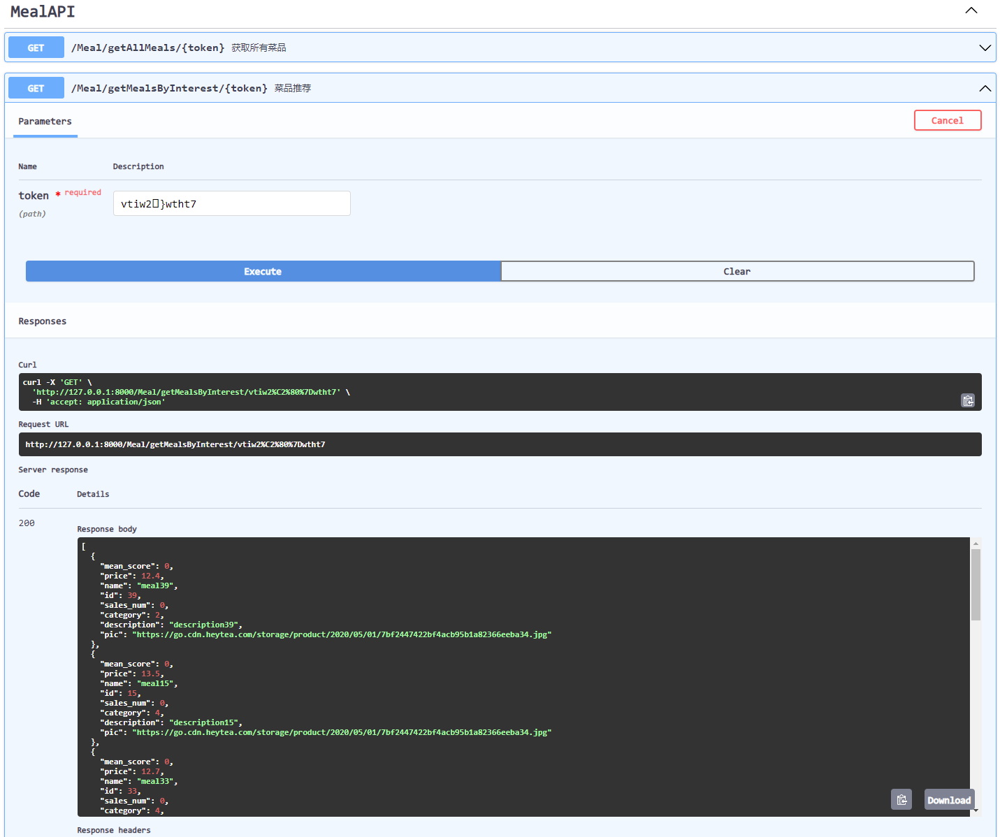 MealAPI
GET /Meal/getAllMeals/{token} 获取所有菜品
GET /Meal/getMealsByInterest/{token} 菜品推荐
Parameters
Cancel
Name Description
token * required
(path)
vtiw2}wtht7
Execute Clear
Responses
Curl
curl -X 'GET' \
'http://127.0.0.1:8000/Meal/getMealsByInterest/vtiw2%C2%80%7Dwtht7' \
-H 'accept: application/json'
Request URL
http://127.0.0.1:8000/Meal/getMealsByInterest/vtiw2%C2%80%7Dwtht7
Server response
Code Details
200
Response body
[
{
"mean_score": 0,
"price": 12.4,
"name": "meal39",
"id": 39,
"sales_num": 0,
"category": 2,
"description": "description39",
"pic": "https://go.cdn.heytea.com/storage/product/2020/05/01/7bf2447422bf4acb95b1a82366eeba34.jpg"
},
{
"mean_score": 0,
"price": 13.5,
"name": "meal15",
"id": 15,
"sales_num": 0,
"category": 4,
"description": "description15",
"pic": "https://go.cdn.heytea.com/storage/product/2020/05/01/7bf2447422bf4acb95b1a82366eeba34.jpg"
},
{
"mean_score": 0,
"price": 12.7,
"name": "meal33",
"id": 33,
"sales_num": 0,
"category": 4,
Download
Response headers